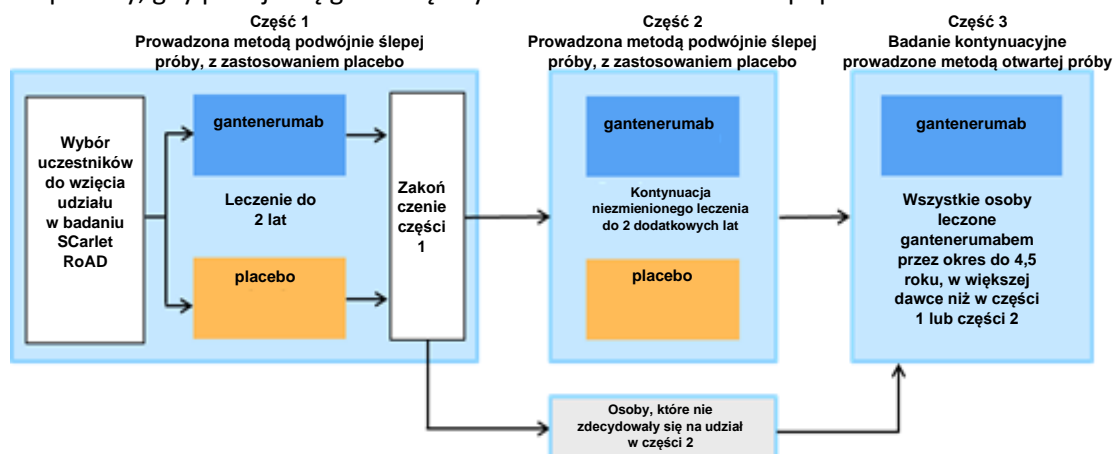 Część 1
Prowadzona metodą podwójnie ślepej
próby, z zastosowaniem placebo
Wybór
uczestników
do wzięcia
udziału
w badaniu
SCarlet
RoAD
gantenerumab
Leczenie do
2 lat
placebo
Zakoń
czenie
części
1
Część 2
Prowadzona metodą podwójnie ślepej
próby, z zastosowaniem placebo
gantenerumab
Kontynuacja
niezmienionego leczenia
do 2 dodatkowych lat
placebo
Osoby, które nie
zdecydowały się na udział
w części 2
Część 3
Badanie kontynuacyjne
prowadzone metodą otwartej próby
gantenerumab
Wszystkie osoby
leczone
gantenerumabem
przez okres do 4,5
roku, w większej
dawce niż w części
1 lub części 2